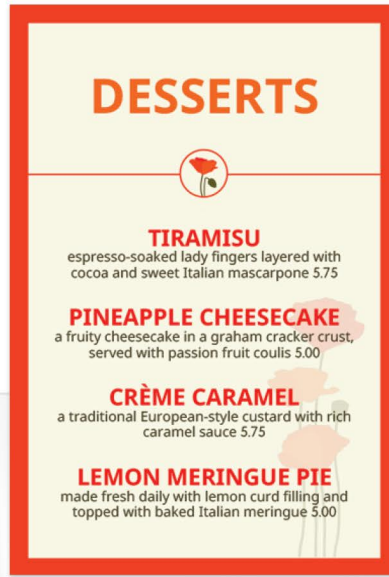 DESSERTS
TIRAMISU
espresso-soaked lady fingers layered with
cocoa and sweet Italian mascarpone 5.75
PINEAPPLE CHEESECAKE
a fruity cheesecake in a graham cracker crust,
served with passion fruit coulis 5.00
CRÈME CARAMEL
a traditional European-style custard with rich
caramel sauce 5.75
LEMON MERINGUE PIE
made fresh daily with lemon curd filling and
topped with baked Italian meringue 5.00